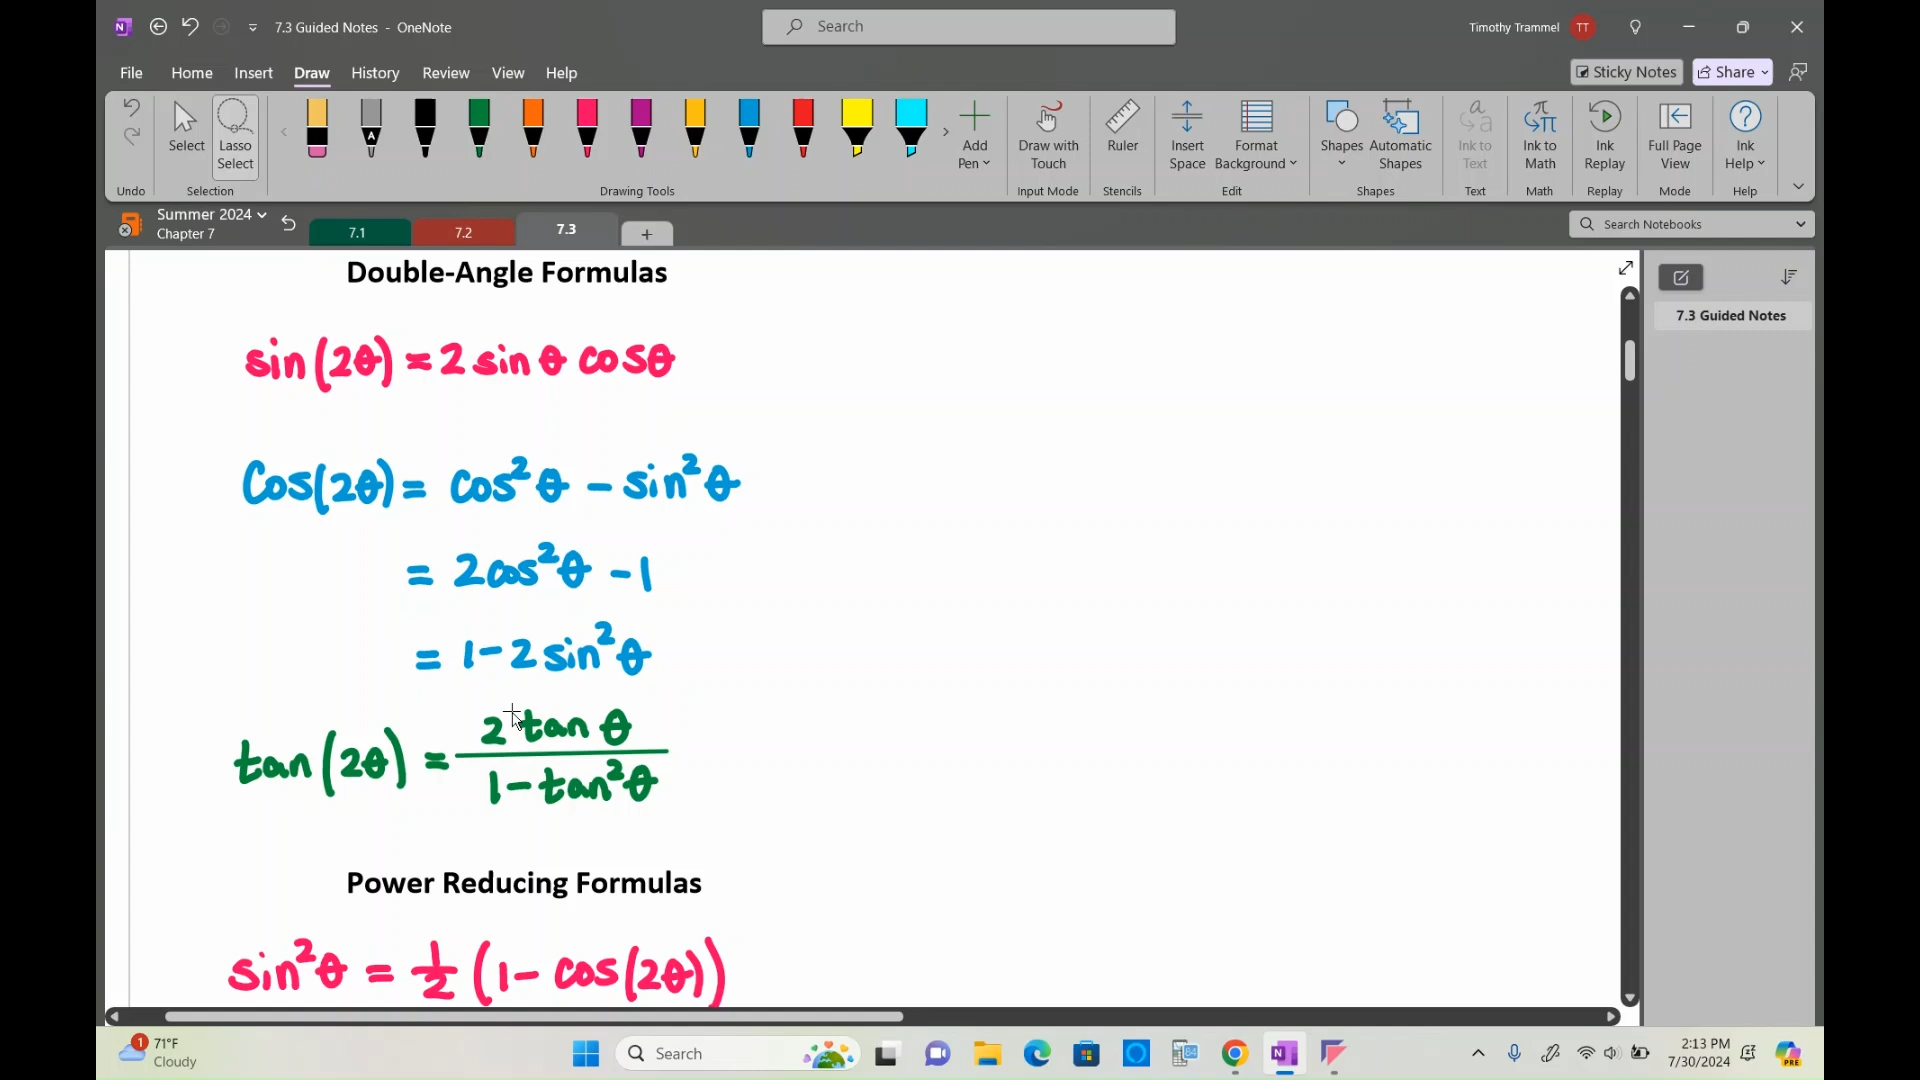 7.3 Guided Notes - OneNote
Search
Timothy Trammel TT
File Home Insert Draw History Review View Help
Sticky Notes Share
Select Lasso Select A Add Pen Draw with Touch Ruler Insert Space Format Background Shapes Automatic Shapes Ink to Text Ink to Math Ink Replay Full Page View Ink Help
Undo Selection Drawing Tools Input Mode Stencils Edit Shapes Text Math Replay Mode Help
Summer 2024
Chapter 7
7.1 7.2 7.3 +
Search Notebooks
7.3 Guided Notes
Double-Angle Formulas
sin(2θ) = 2 sin θ cos θ
Cos(2θ) = cos²θ - sin²θ
= 2cos²θ - 1
= 1 - 2 sin²θ
tan(2θ) = 2 tan θ / 1 - tan²θ
Power Reducing Formulas
sin²θ = 1/2 (1 - cos(2θ))
1 71°F
Cloudy
Search
2:13 PM
7/30/2024
PRE